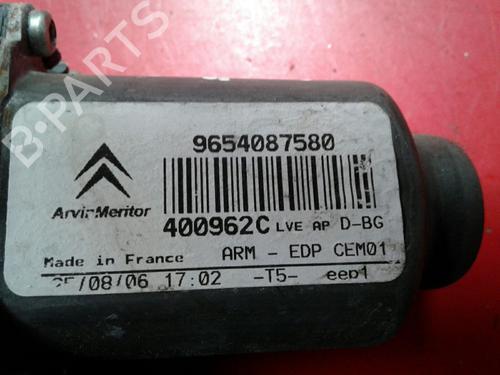 B-PARTS
9654087580
ArvinMeritor
400962C LVE AP D-BG
Made in France ARM - EDP CEM01
25/08/06 17:02 -T5- eep1